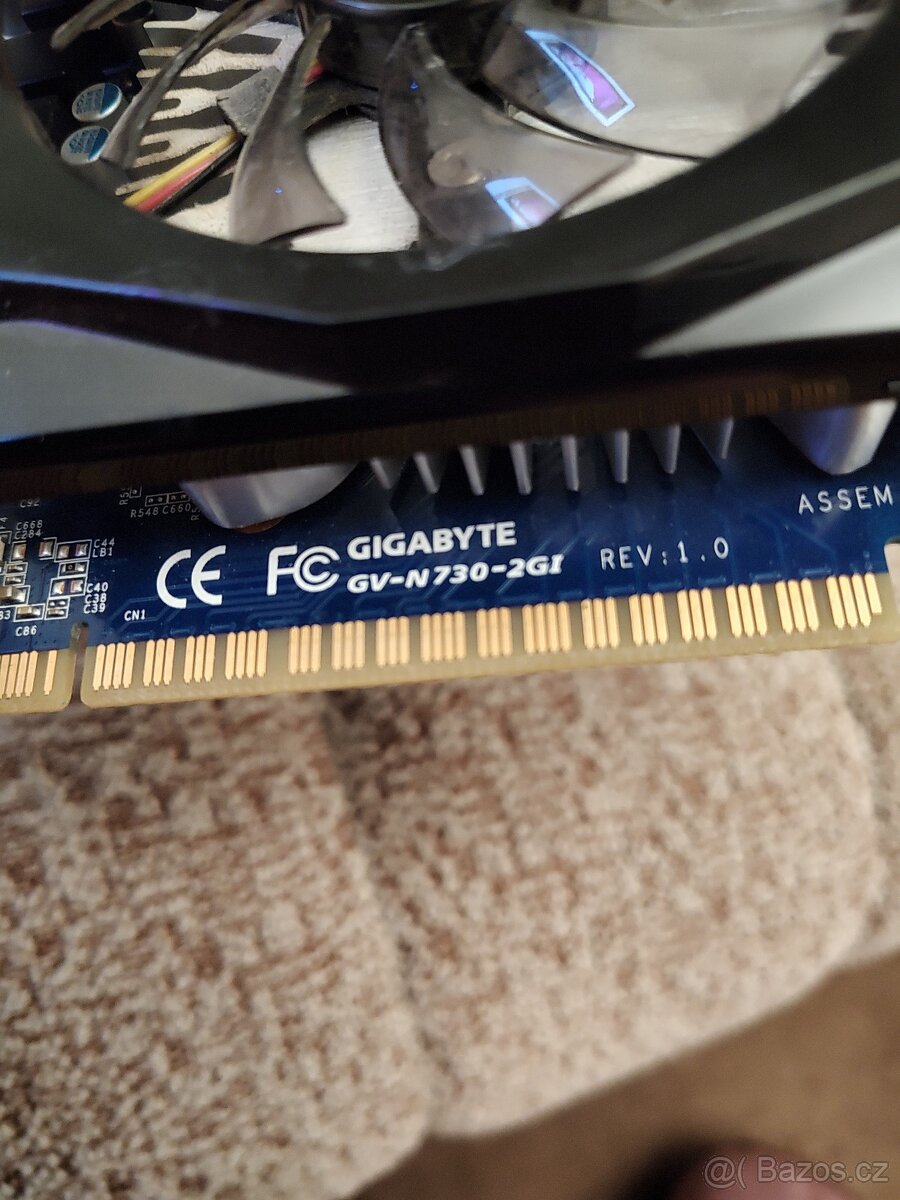 C92
R548 C660
C668
C284
C44
LB1
C40
C38
C39
C86
CN1
CE FC GIGABYTE
GV-N730-2GI
REV:1.0
ASSEM
@( Bazos.cz